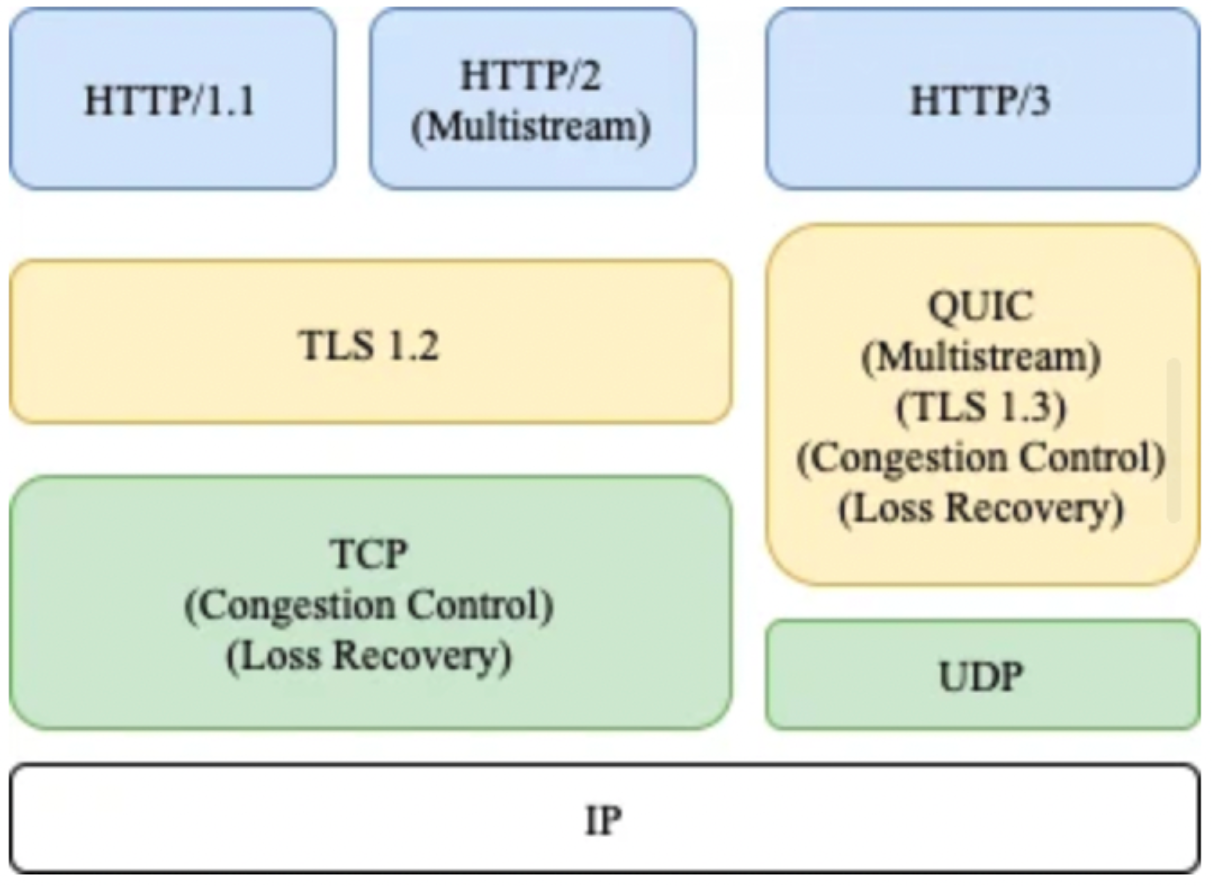 HTTP/1.1
HTTP/2
(Multistream)
HTTP/3
TLS 1.2
QUIC
(Multistream)
(TLS 1.3)
(Congestion Control)
(Loss Recovery)
TCP
(Congestion Control)
(Loss Recovery)
UDP
IP